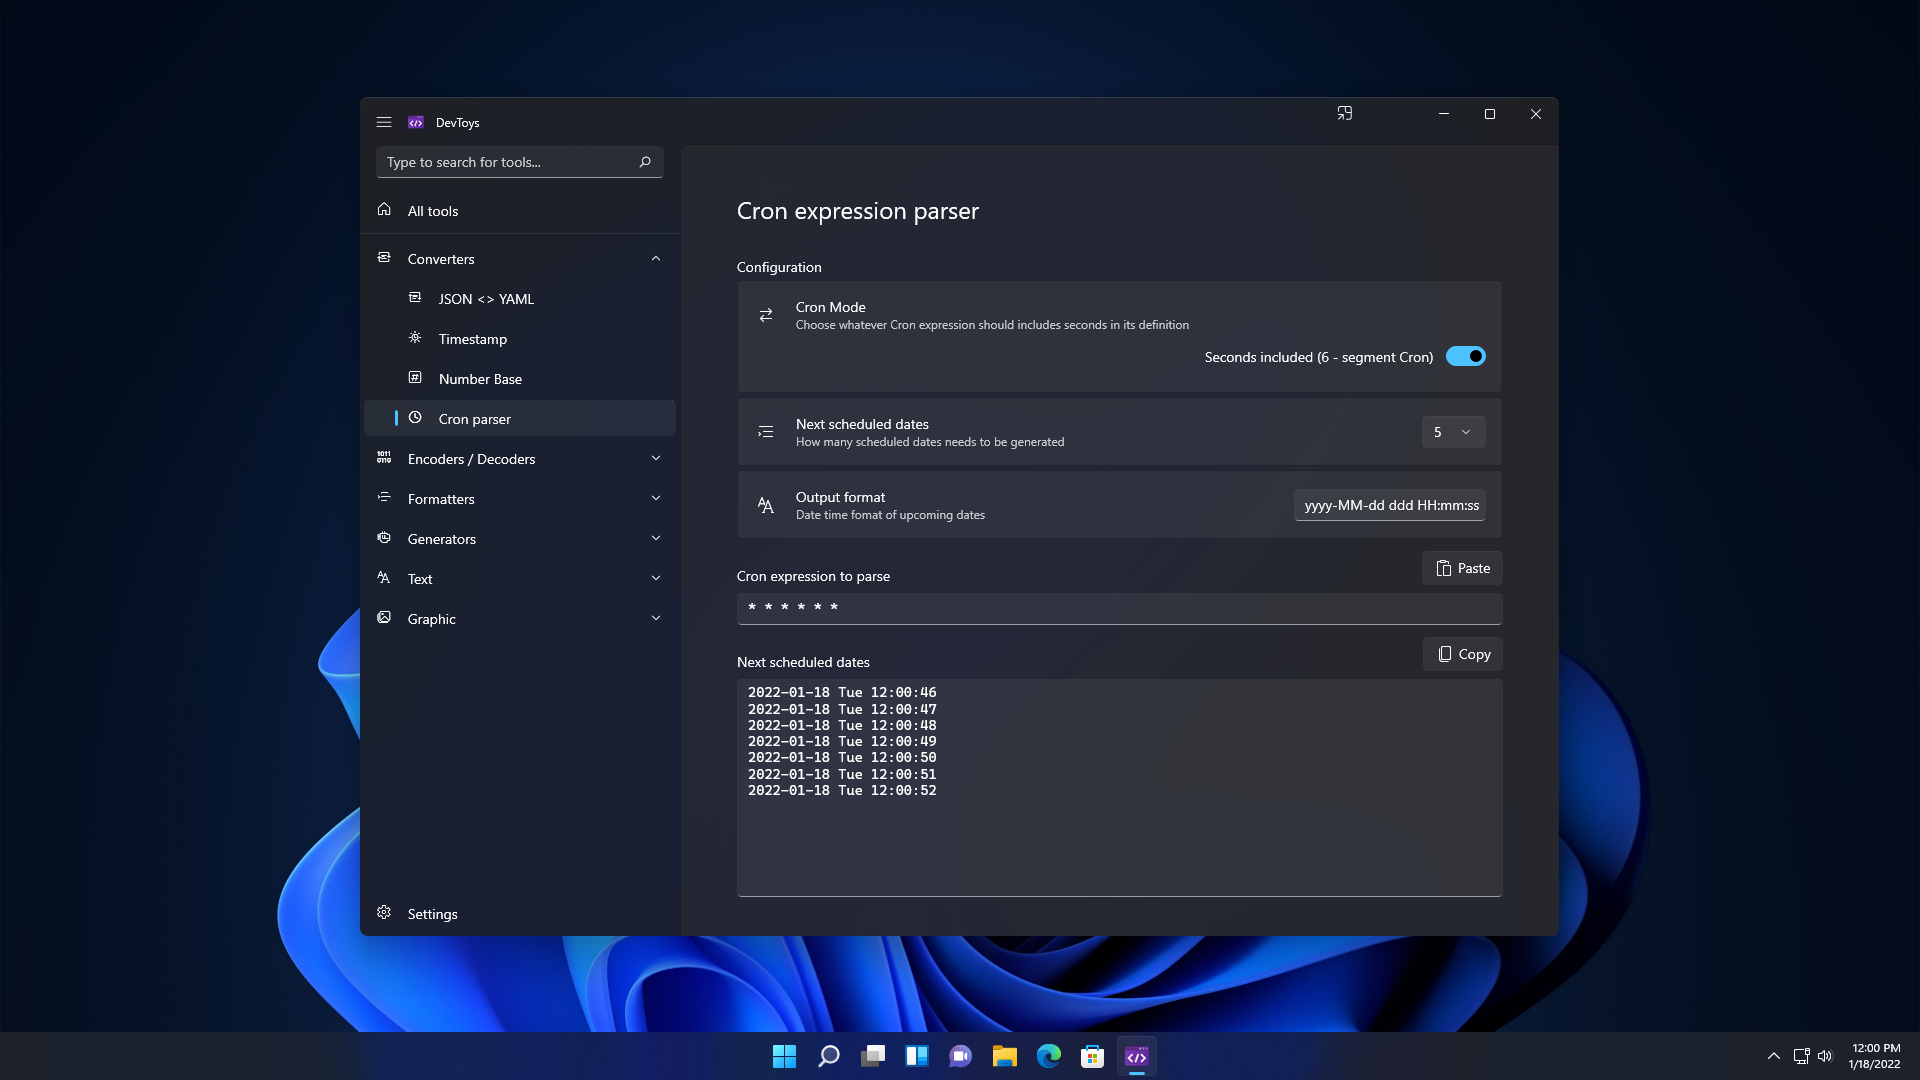 DevToys
Type to search for tools...
All tools
Converters
JSON <> YAML
Timestamp
Number Base
Cron parser
Encoders / Decoders
Formatters
Generators
Text
Graphic
Settings
Cron expression parser
Configuration
Cron Mode
Choose whatever Cron expression should includes seconds in its definition
Seconds included (6 - segment Cron)
Next scheduled dates
How many scheduled dates needs to be generated
5
Output format
Date time fomat of upcoming dates
yyyy-MM-dd ddd HH:mm:ss
Cron expression to parse
Paste
* * * * * *
Next scheduled dates
Copy
2022-01-18 Tue 12:00:46
2022-01-18 Tue 12:00:47
2022-01-18 Tue 12:00:48
2022-01-18 Tue 12:00:49
2022-01-18 Tue 12:00:50
2022-01-18 Tue 12:00:51
2022-01-18 Tue 12:00:52
12:00 PM
1/18/2022